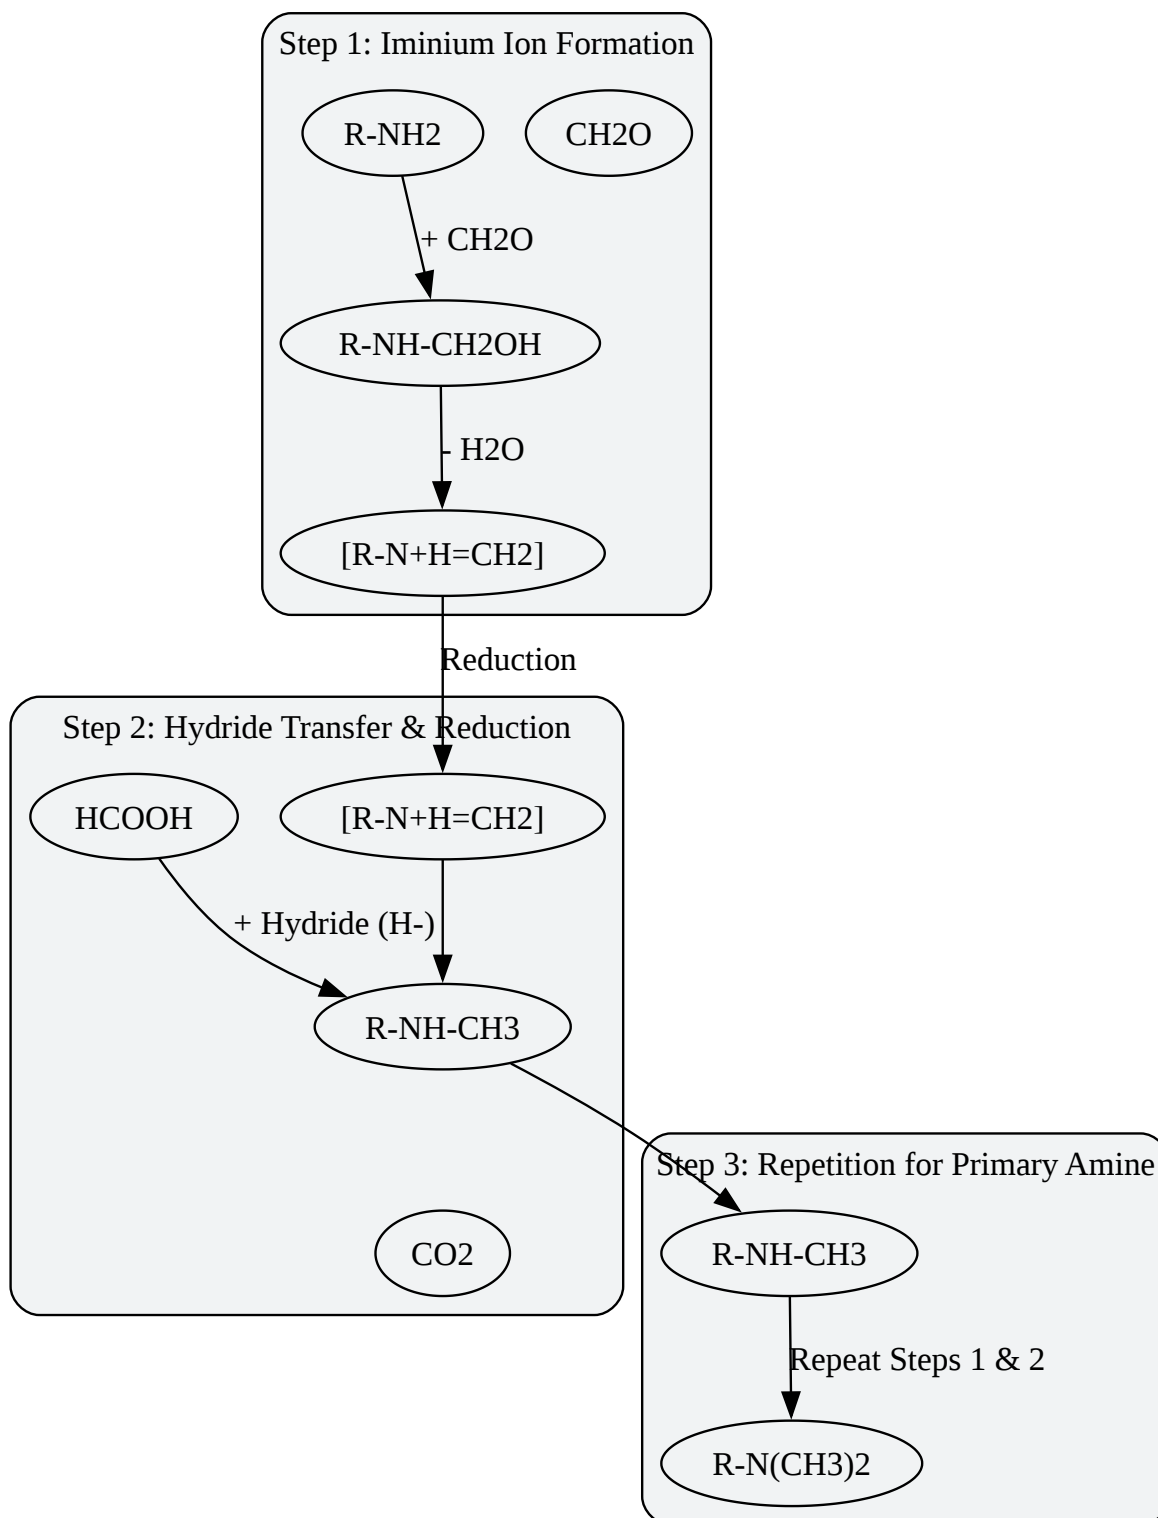 Step 1: Iminium Ion Formation
R-NH2
CH2O
+ CH2O
R-NH-CH2OH
- H2O
[R-N+H=CH2]
Reduction
Step 2: Hydride Transfer & Reduction
HCOOH
[R-N+H=CH2]
+ Hydride (H-)
R-NH-CH3
CO2
Step 3: Repetition for Primary Amine
R-NH-CH3
Repeat Steps 1 & 2
R-N(CH3)2